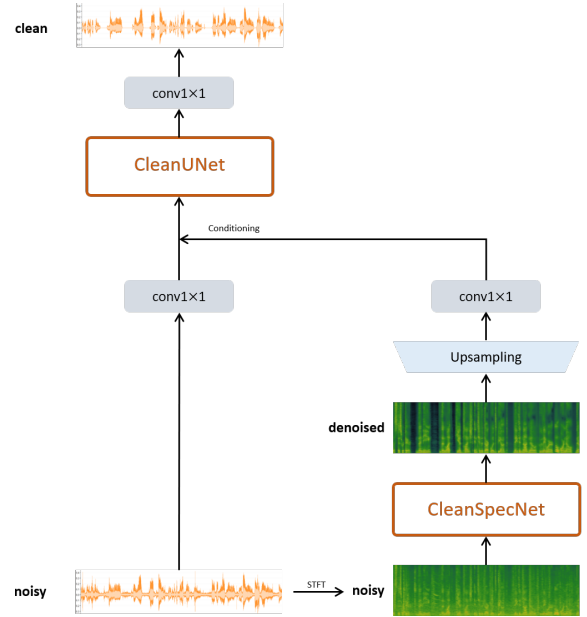 clean
conv1×1
CleanUNet
Conditioning
conv1×1
conv1×1
Upsampling
denoised
CleanSpecNet
noisy
STFT
noisy